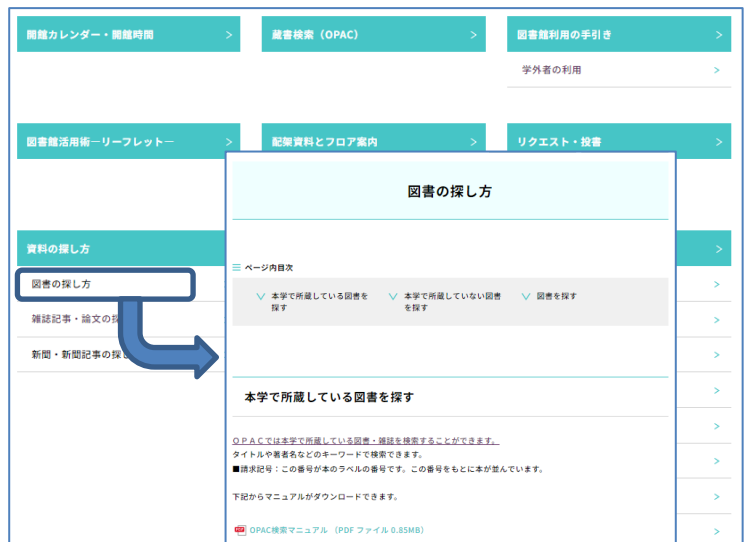 開館カレンダー・開館時間 >
蔵書検索（OPAC） >
図書館利用の手引き >
学外者の利用 >
図書館活用術―リーフレット― >
配架資料とフロア案内 >
リクエスト・投書 >
資料の探し方
図書の探し方
雑誌記事・論文の探
新聞・新聞記事の探し
図書の探し方
ページ内目次
本学で所蔵している図書を
探す
本学で所蔵していない図書
を探す
図書を探す
本学で所蔵している図書を探す
ＯＰＡＣでは本学で所蔵している図書・雑誌を検索することができます。
タイトルや著者名などのキーワードで検索できます。
■請求記号：この番号が本のラベルの番号です。この番号をもとに本が並んでいます。
下記からマニュアルがダウンロードできます。
OPAC検索マニュアル （PDF ファイル 0.85MB）